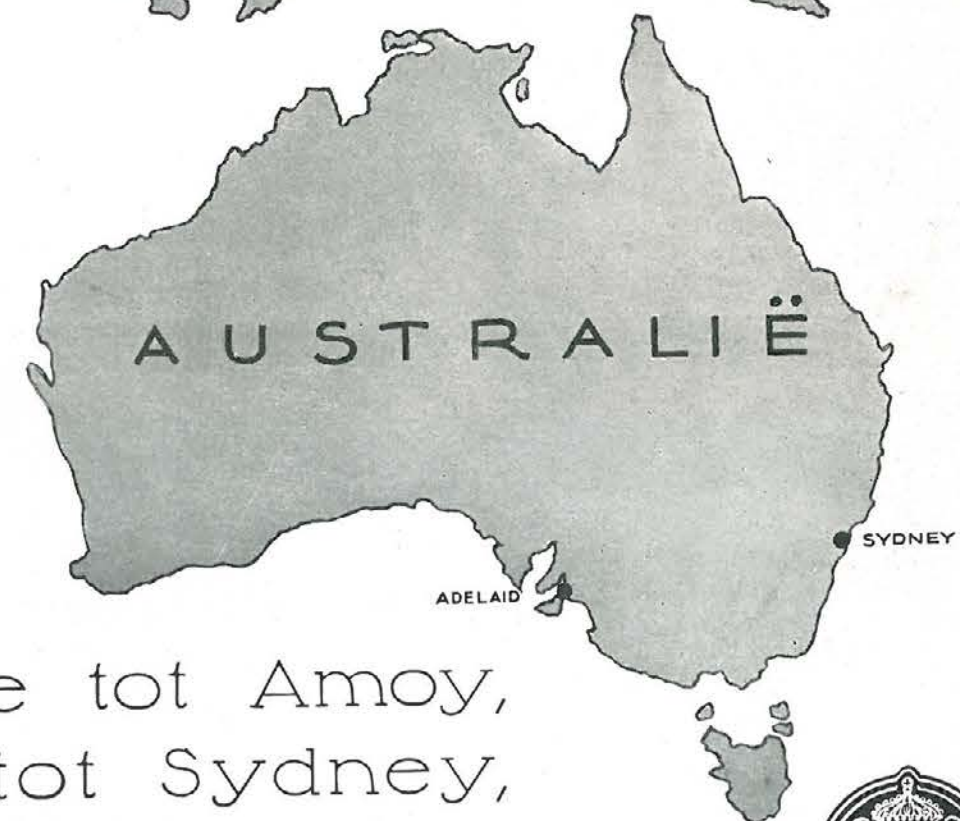 AUSTRALIË
SYDNEY
ADELAID
e tot Amoy,
tot Sydney,